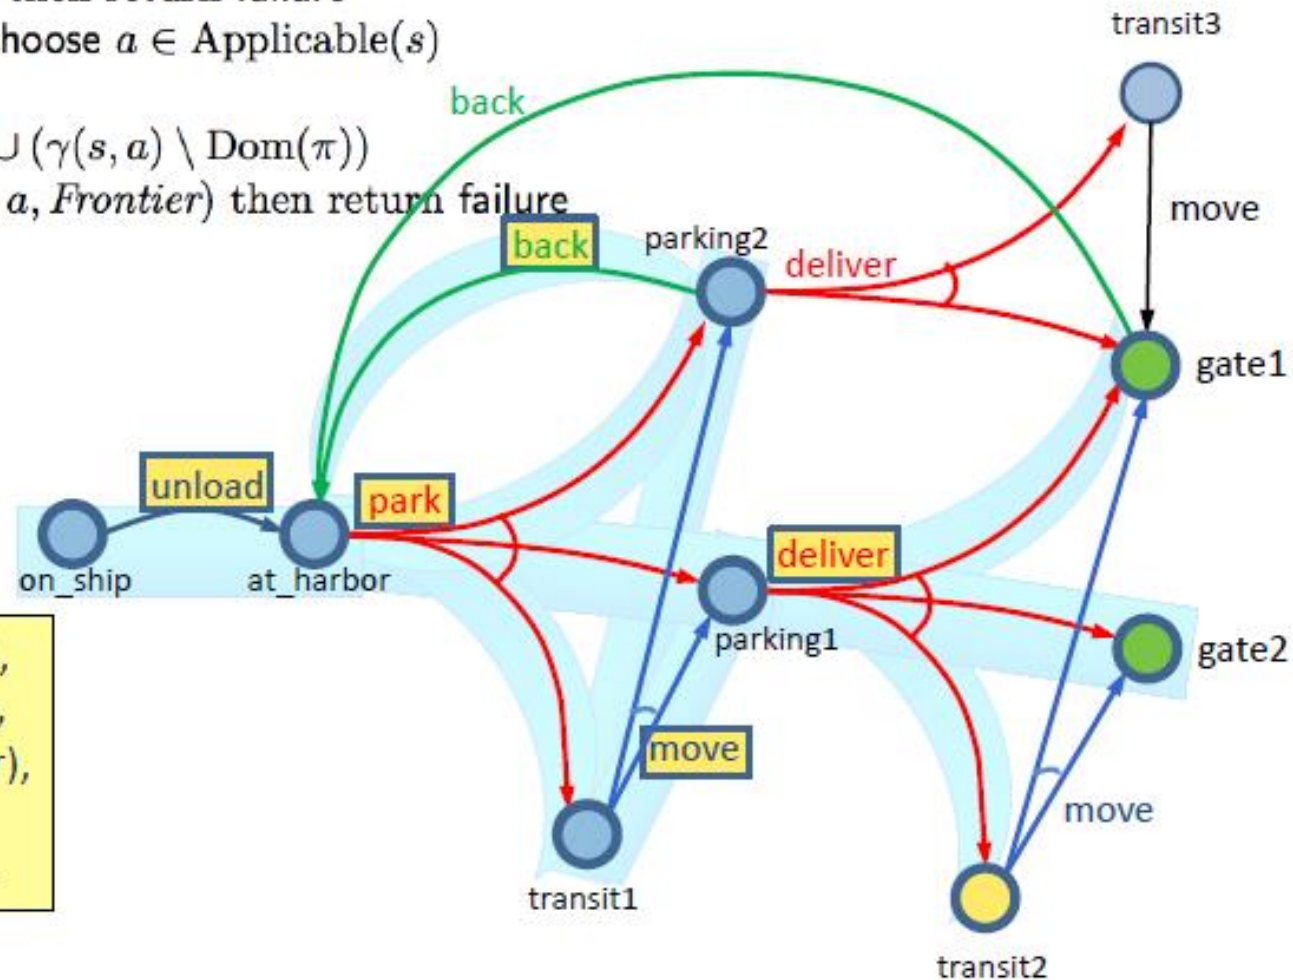 hoose a ∈ Applicable(s)
∪ (γ(s, a) \ Dom(π))
a, Frontier) then return failure
transit3
back
move
back
parking2
deliver
gate1
unload
park
deliver
on_ship
at_harbor
parking1
gate2
move
move
transit1
transit2